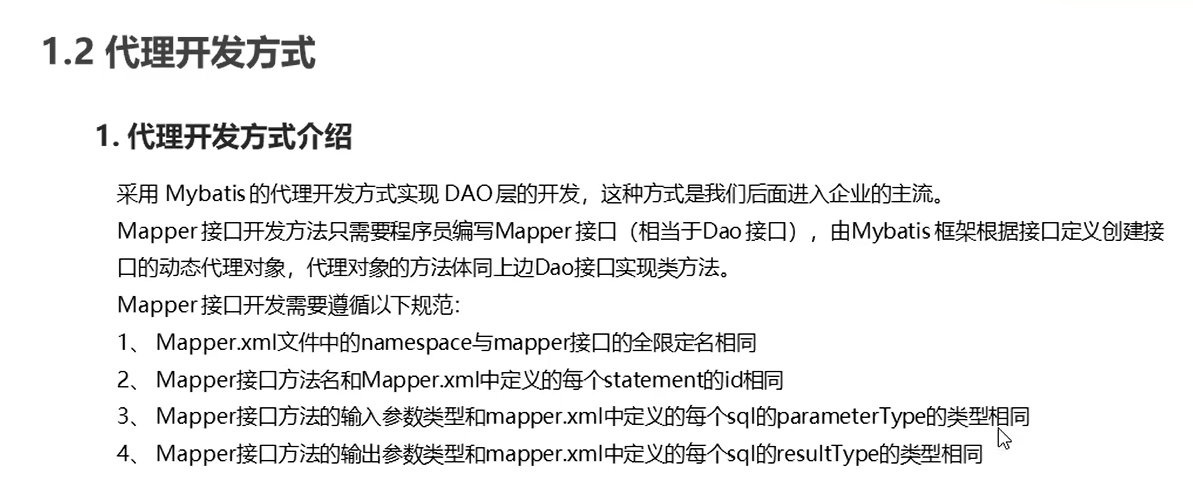 1.2 代理开发方式
1. 代理开发方式介绍
采用 Mybatis 的代理开发方式实现 DAO 层的开发，这种方式是我们后面进入企业的主流。
Mapper 接口开发方法只需要程序员编写Mapper 接口（相当于Dao 接口），由Mybatis 框架根据接口定义创建接
口的动态代理对象，代理对象的方法体同上边Dao接口实现类方法。
Mapper 接口开发需要遵循以下规范：
1、 Mapper.xml文件中的namespace与mapper接口的全限定名相同
2、 Mapper接口方法名和Mapper.xml中定义的每个statement的id相同
3、 Mapper接口方法的输入参数类型和mapper.xml中定义的每个sql的parameterType的类型相同
4、 Mapper接口方法的输出参数类型和mapper.xml中定义的每个sql的resultType的类型相同